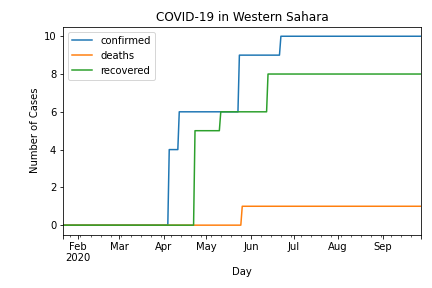 COVID-19 in Western Sahara
confirmed
deaths
recovered
Number of Cases
10
8
6
4
2
0
Feb Mar Apr May Jun Jul Aug Sep
2020
Day